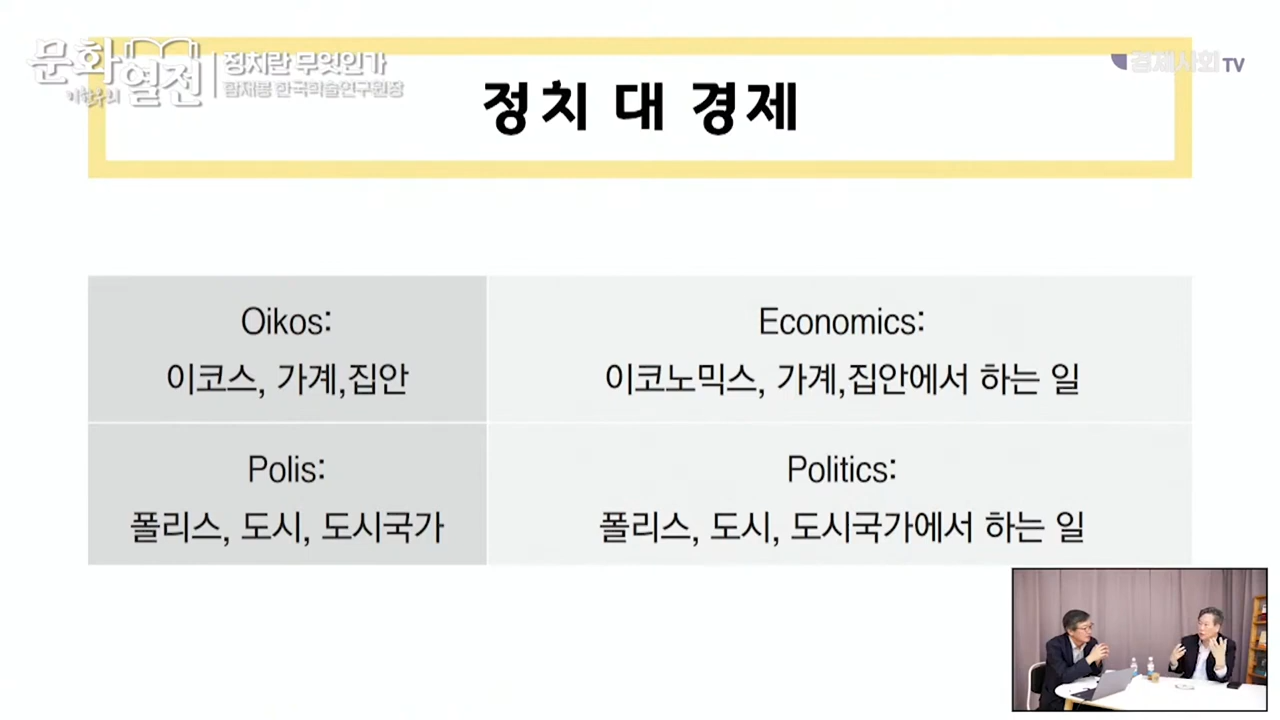 문화
열전
기획우리
정치란 무엇인가
함재봉 한국학술연구원장
경제사회TV
정치 대 경제
Oikos:
이코스, 가계,집안
Economics:
이코노믹스, 가계,집안에서 하는 일
Polis:
폴리스, 도시, 도시국가
Politics:
폴리스, 도시, 도시국가에서 하는 일